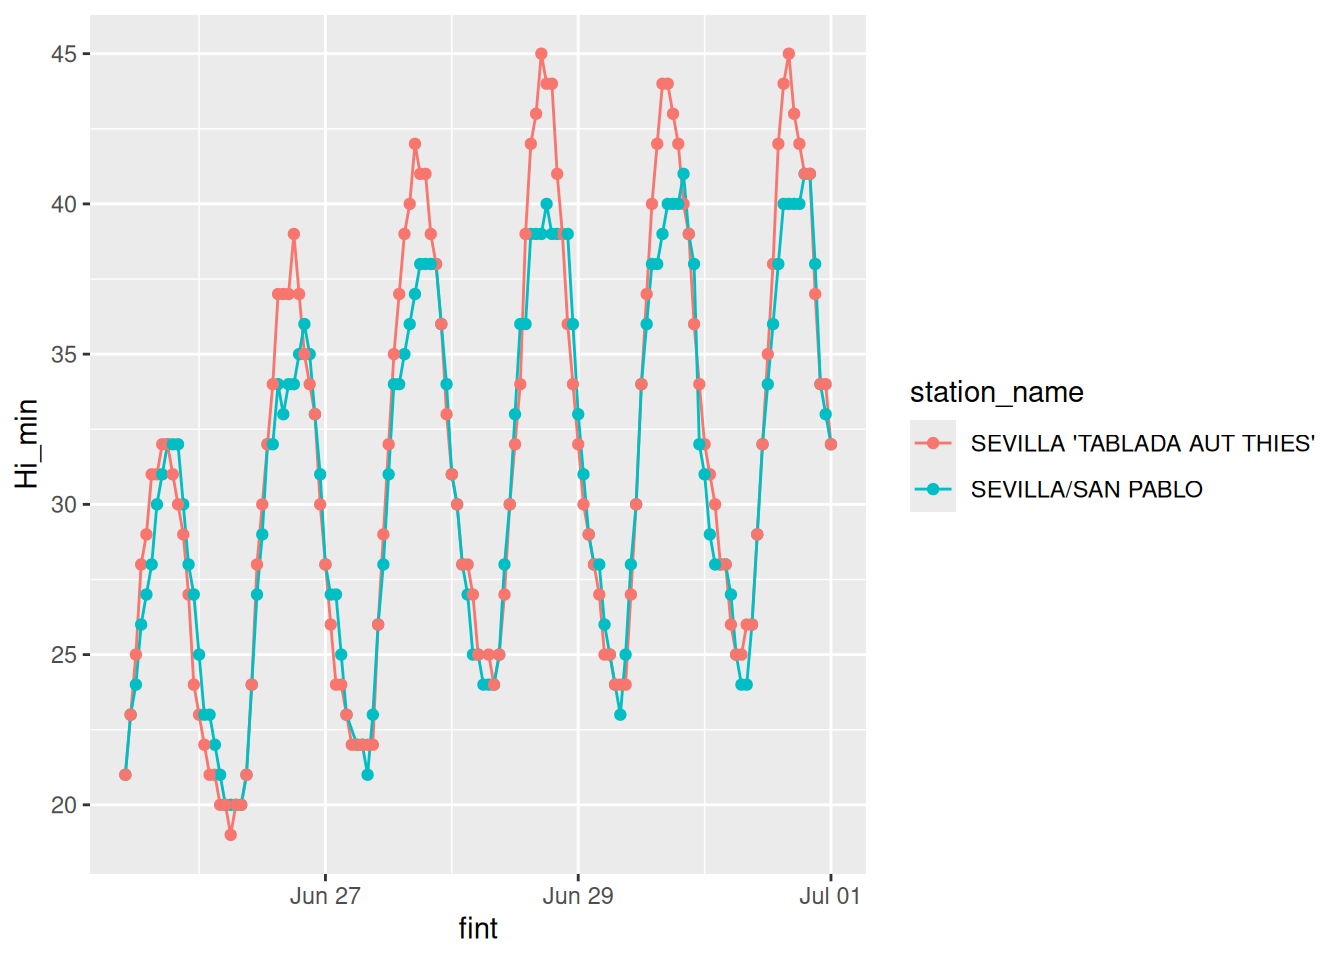 45
40
35
30
25
20
Hi_min
Jun 27
Jun 29
Jul 01
fint
station_name
SEVILLA 'TABLADA AUT THIES'
SEVILLA/SAN PABLO